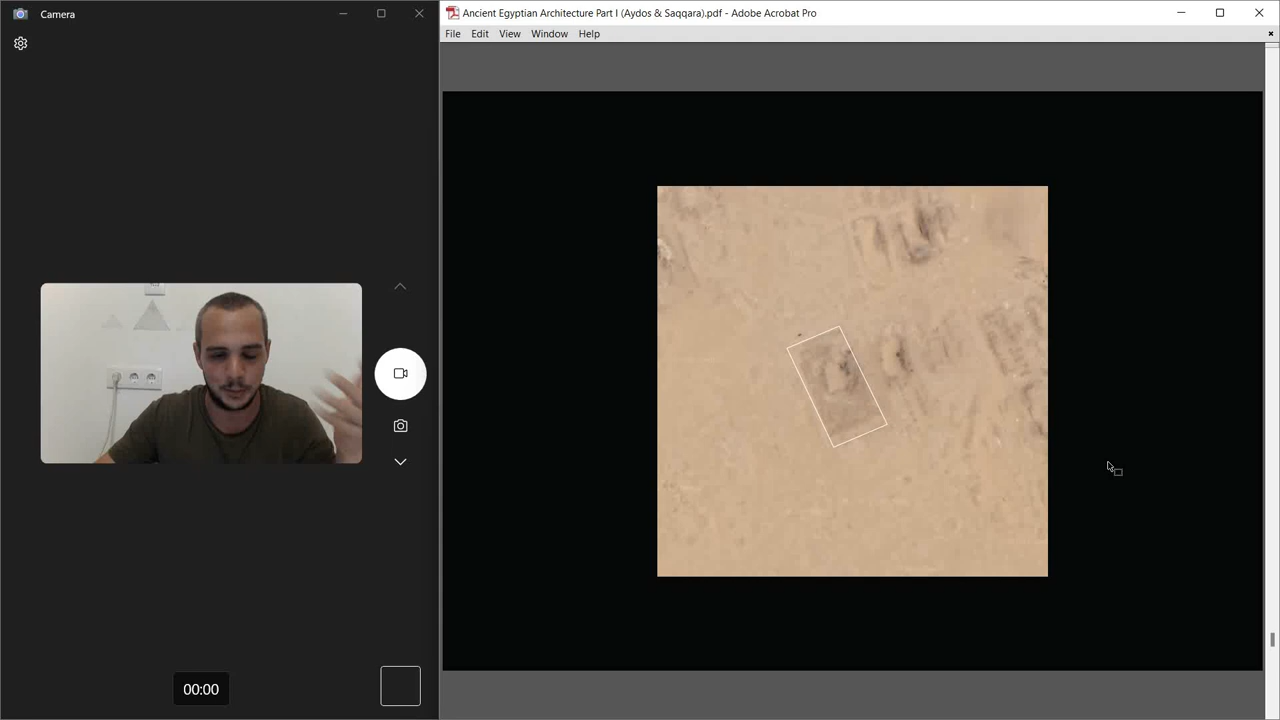 Camera
Ancient Egyptian Architecture Part I (Aydos & Saqqara).pdf - Adobe Acrobat Pro
File Edit View Window Help
00:00